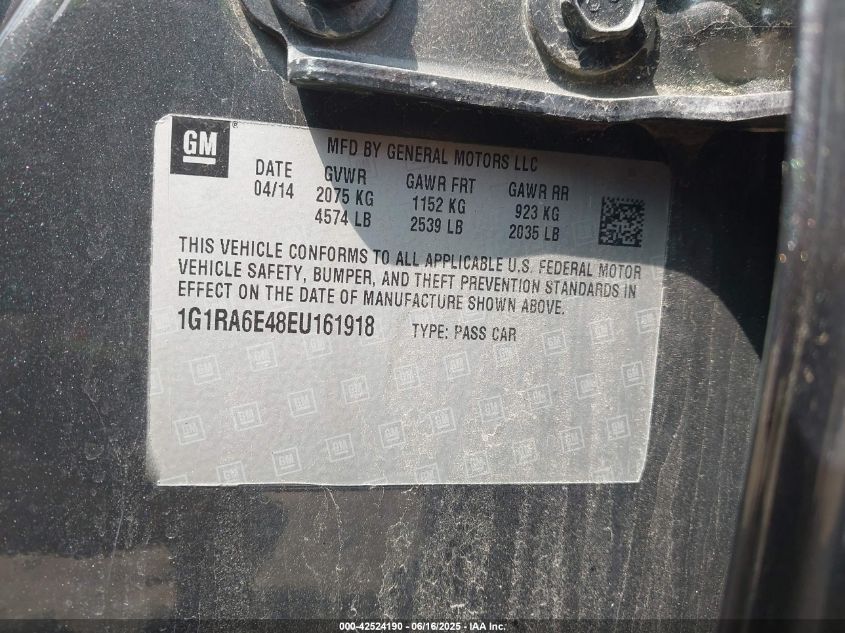 GM
®
MFD BY GENERAL MOTORS LLC
DATE GVWR GAWR FRT GAWR RR
04/14 2075 KG 1152 KG 923 KG
4574 LB 2539 LB 2035 LB
THIS VEHICLE CONFORMS TO ALL APPLICABLE U.S. FEDERAL MOTOR
VEHICLE SAFETY, BUMPER, AND THEFT PREVENTION STANDARDS IN
EFFECT ON THE DATE OF MANUFACTURE SHOWN ABOVE.
1G1RA6E48EU161918 TYPE: PASS CAR
000-42524190 - 06/16/2025 - IAA Inc.